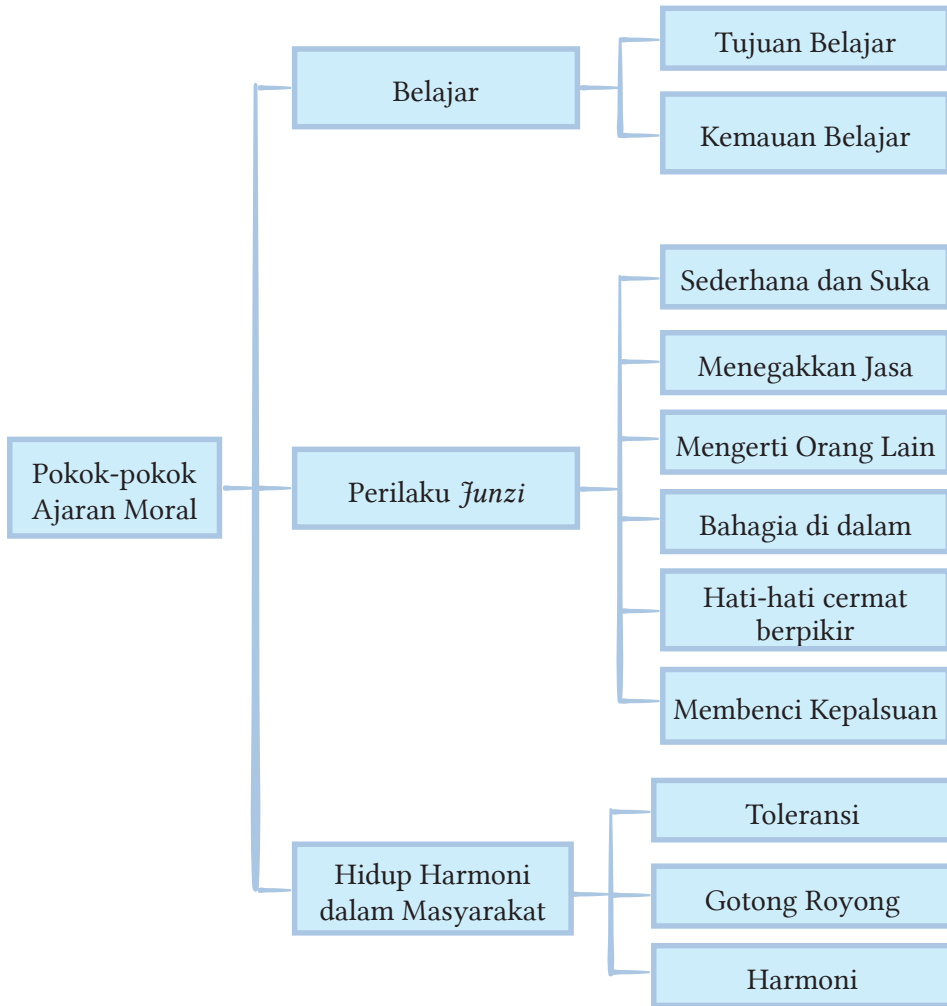 Pokok-pokok
Ajaran Moral
Belajar
Tujuan Belajar
Kemauan Belajar
Perilaku Junzi
Sederhana dan Suka
Menegakkan Jasa
Mengerti Orang Lain
Bahagia di dalam
Hati-hati cermat
berpikir
Membenci Kepalsuan
Hidup Harmoni
dalam Masyarakat
Toleransi
Gotong Royong
Harmoni